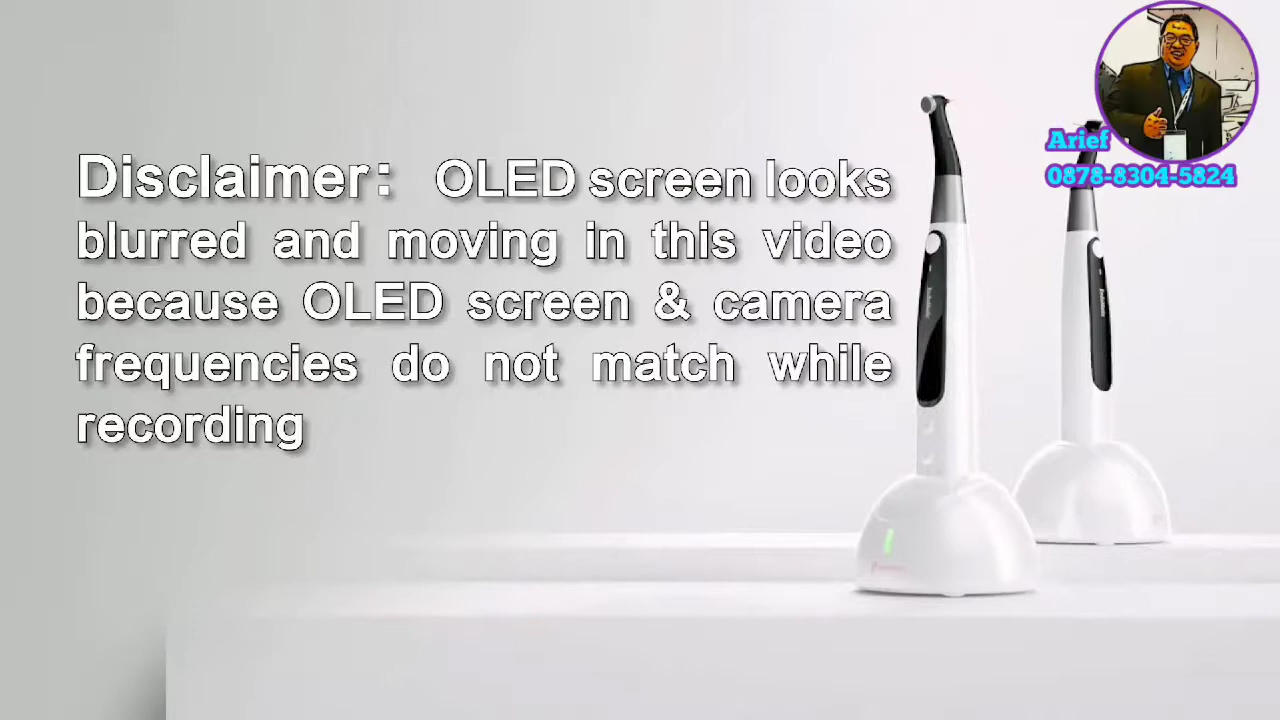 Disclaimer: OLED screen looks
blurred and moving in this video
because OLED screen & camera
frequencies do not match while
recording
Arief
0878-8304-5824